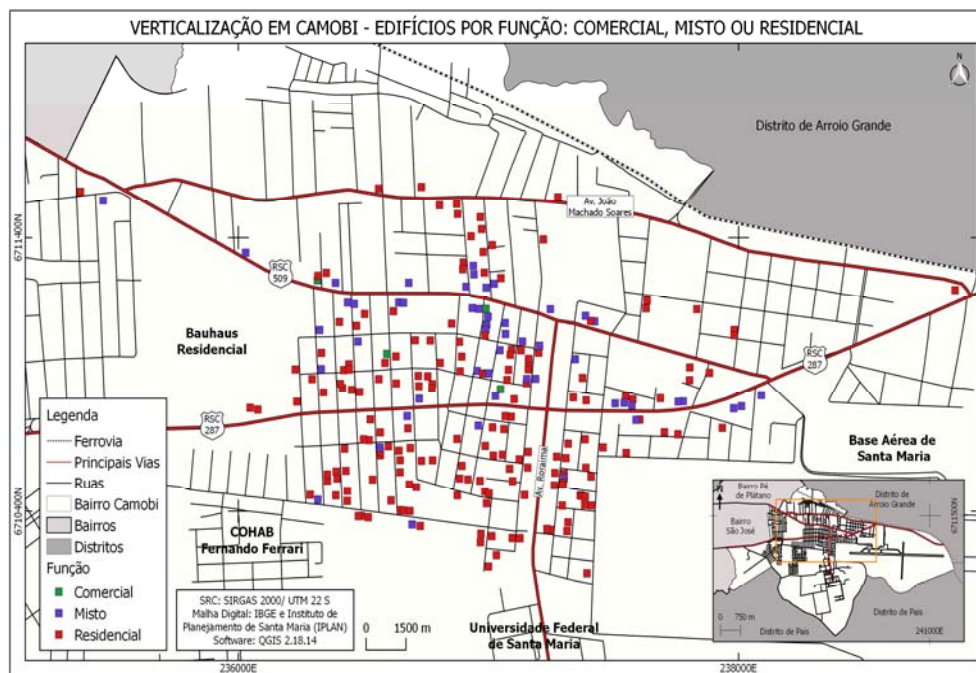 VERTICALIZAÇÃO EM CAMOBI - EDIFÍCIOS POR FUNÇÃO: COMERCIAL, MISTO OU RESIDENCIAL
N
Distrito de Arroio Grande
Av. João
Machado Soares
6711400N
RSC
509
Bauhaus
Residencial
RSC
287
RSC
287
Base Aérea de
Santa Maria
Av. Roraima
6710400N
COHAB
Fernando Ferrari
Universidade Federal
de Santa Maria
Legenda
Ferrovia
Principais Vias
Ruas
Bairro Camobi
Bairros
Distritos
Função
Comercial
Misto
Residencial
SRC: SIRGAS 2000/ UTM 22 S
Malha Digital: IBGE e Instituto de
Planejamento de Santa Maria (IPLAN)
Software: QGIS 2.18.14
0 1500 m
N
Bairro Pé
de Plátano
Distrito de
Arroio Grande
Bairro
São José
6711500N
0 750 m
Distrito de Pains
Distrito de Pains
241000E
236000E
238000E